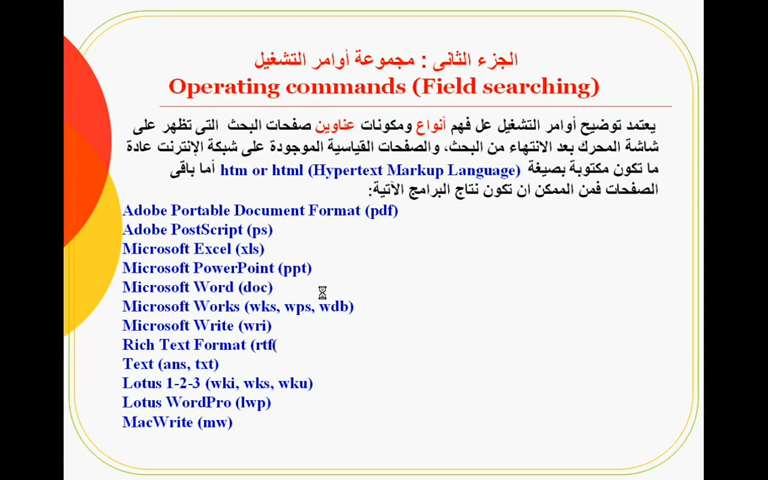 الجزء الثانى : مجموعة أوامر التشغيل
Operating commands (Field searching)
يعتمد توضيح أوامر التشغيل عل فهم أنواع ومكونات عناوين صفحات البحث التى تظهر على
شاشة المحرك بعد الانتهاء من البحث، والصفحات القياسية الموجودة على شبكة الإنترنت عادة
ما تكون مكتوبة بصيغة htm or html (Hypertext Markup Language) أما باقى
الصفحات فمن الممكن ان تكون نتاج البرامج الآتية:
Adobe Portable Document Format (pdf)
Adobe PostScript (ps)
Microsoft Excel (xls)
Microsoft PowerPoint (ppt)
Microsoft Word (doc)
Microsoft Works (wks, wps, wdb)
Microsoft Write (wri)
Rich Text Format (rtf(
Text (ans, txt)
Lotus 1-2-3 (wki, wks, wku)
Lotus WordPro (lwp)
MacWrite (mw)